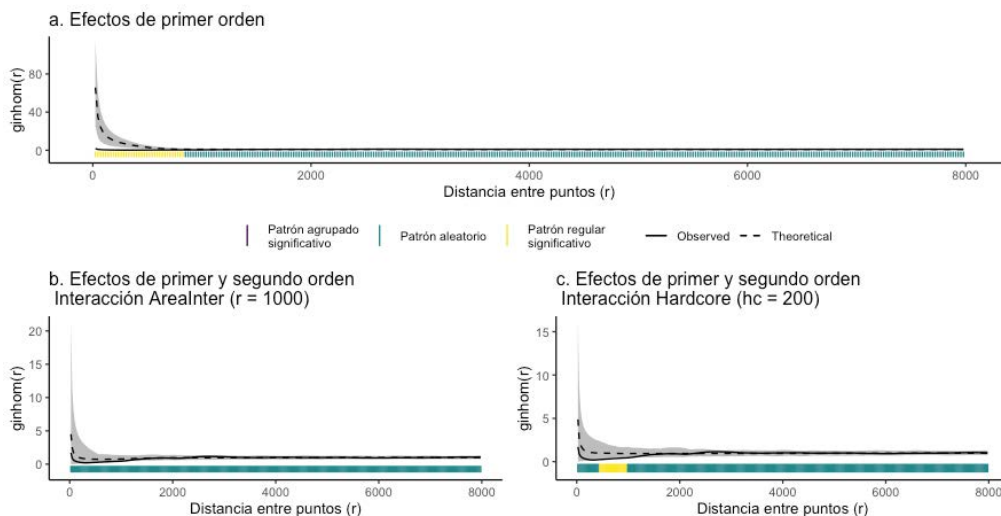 a. Efectos de primer orden
ginhom(r)
80
40
0
0 2000 4000 6000 8000
Distancia entre puntos (r)
Patrón agrupado significativo
Patrón aleatorio
Patrón regular significativo
Observed
Theoretical
b. Efectos de primer y segundo orden
Interacción AreaInter (r = 1000)
ginhom(r)
20
15
10
5
0
0 2000 4000 6000 8000
Distancia entre puntos (r)
c. Efectos de primer y segundo orden
Interacción Hardcore (hc = 200)
ginhom(r)
15
10
5
0
0 2000 4000 6000 8000
Distancia entre puntos (r)